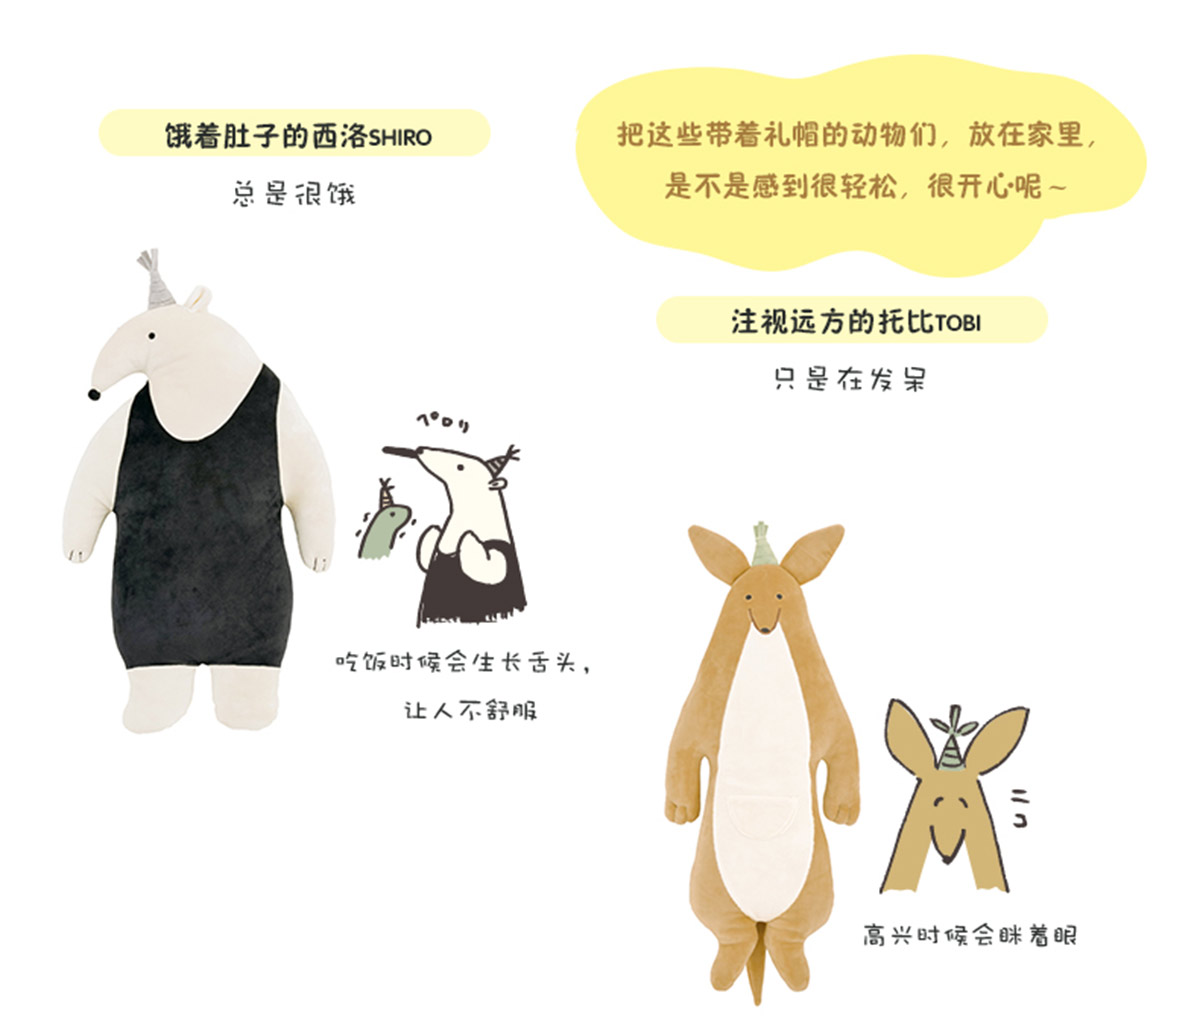 饿着肚子的西洛SHIRO
总是很饿
把这些带着礼帽的动物们，放在家里，
是不是感到很轻松，很开心呢～
注视远方的托比TOBI
只是在发呆
ペロリ
吃饭时候会生长舌头，
让人不舒服
ニコ
高兴时候会眯着眼